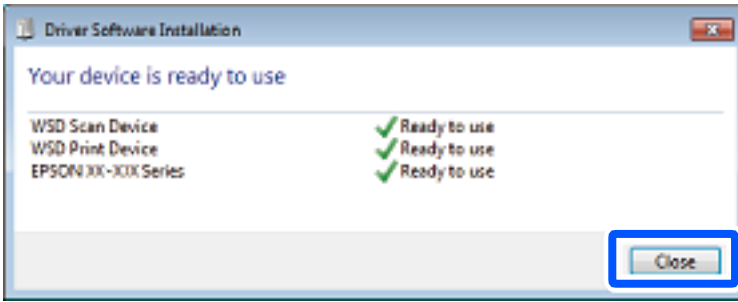 Driver Software Installation
Your device is ready to use
WSD Scan Device Ready to use
WSD Print Device Ready to use
EPSON XX-XXX Series Ready to use
Close